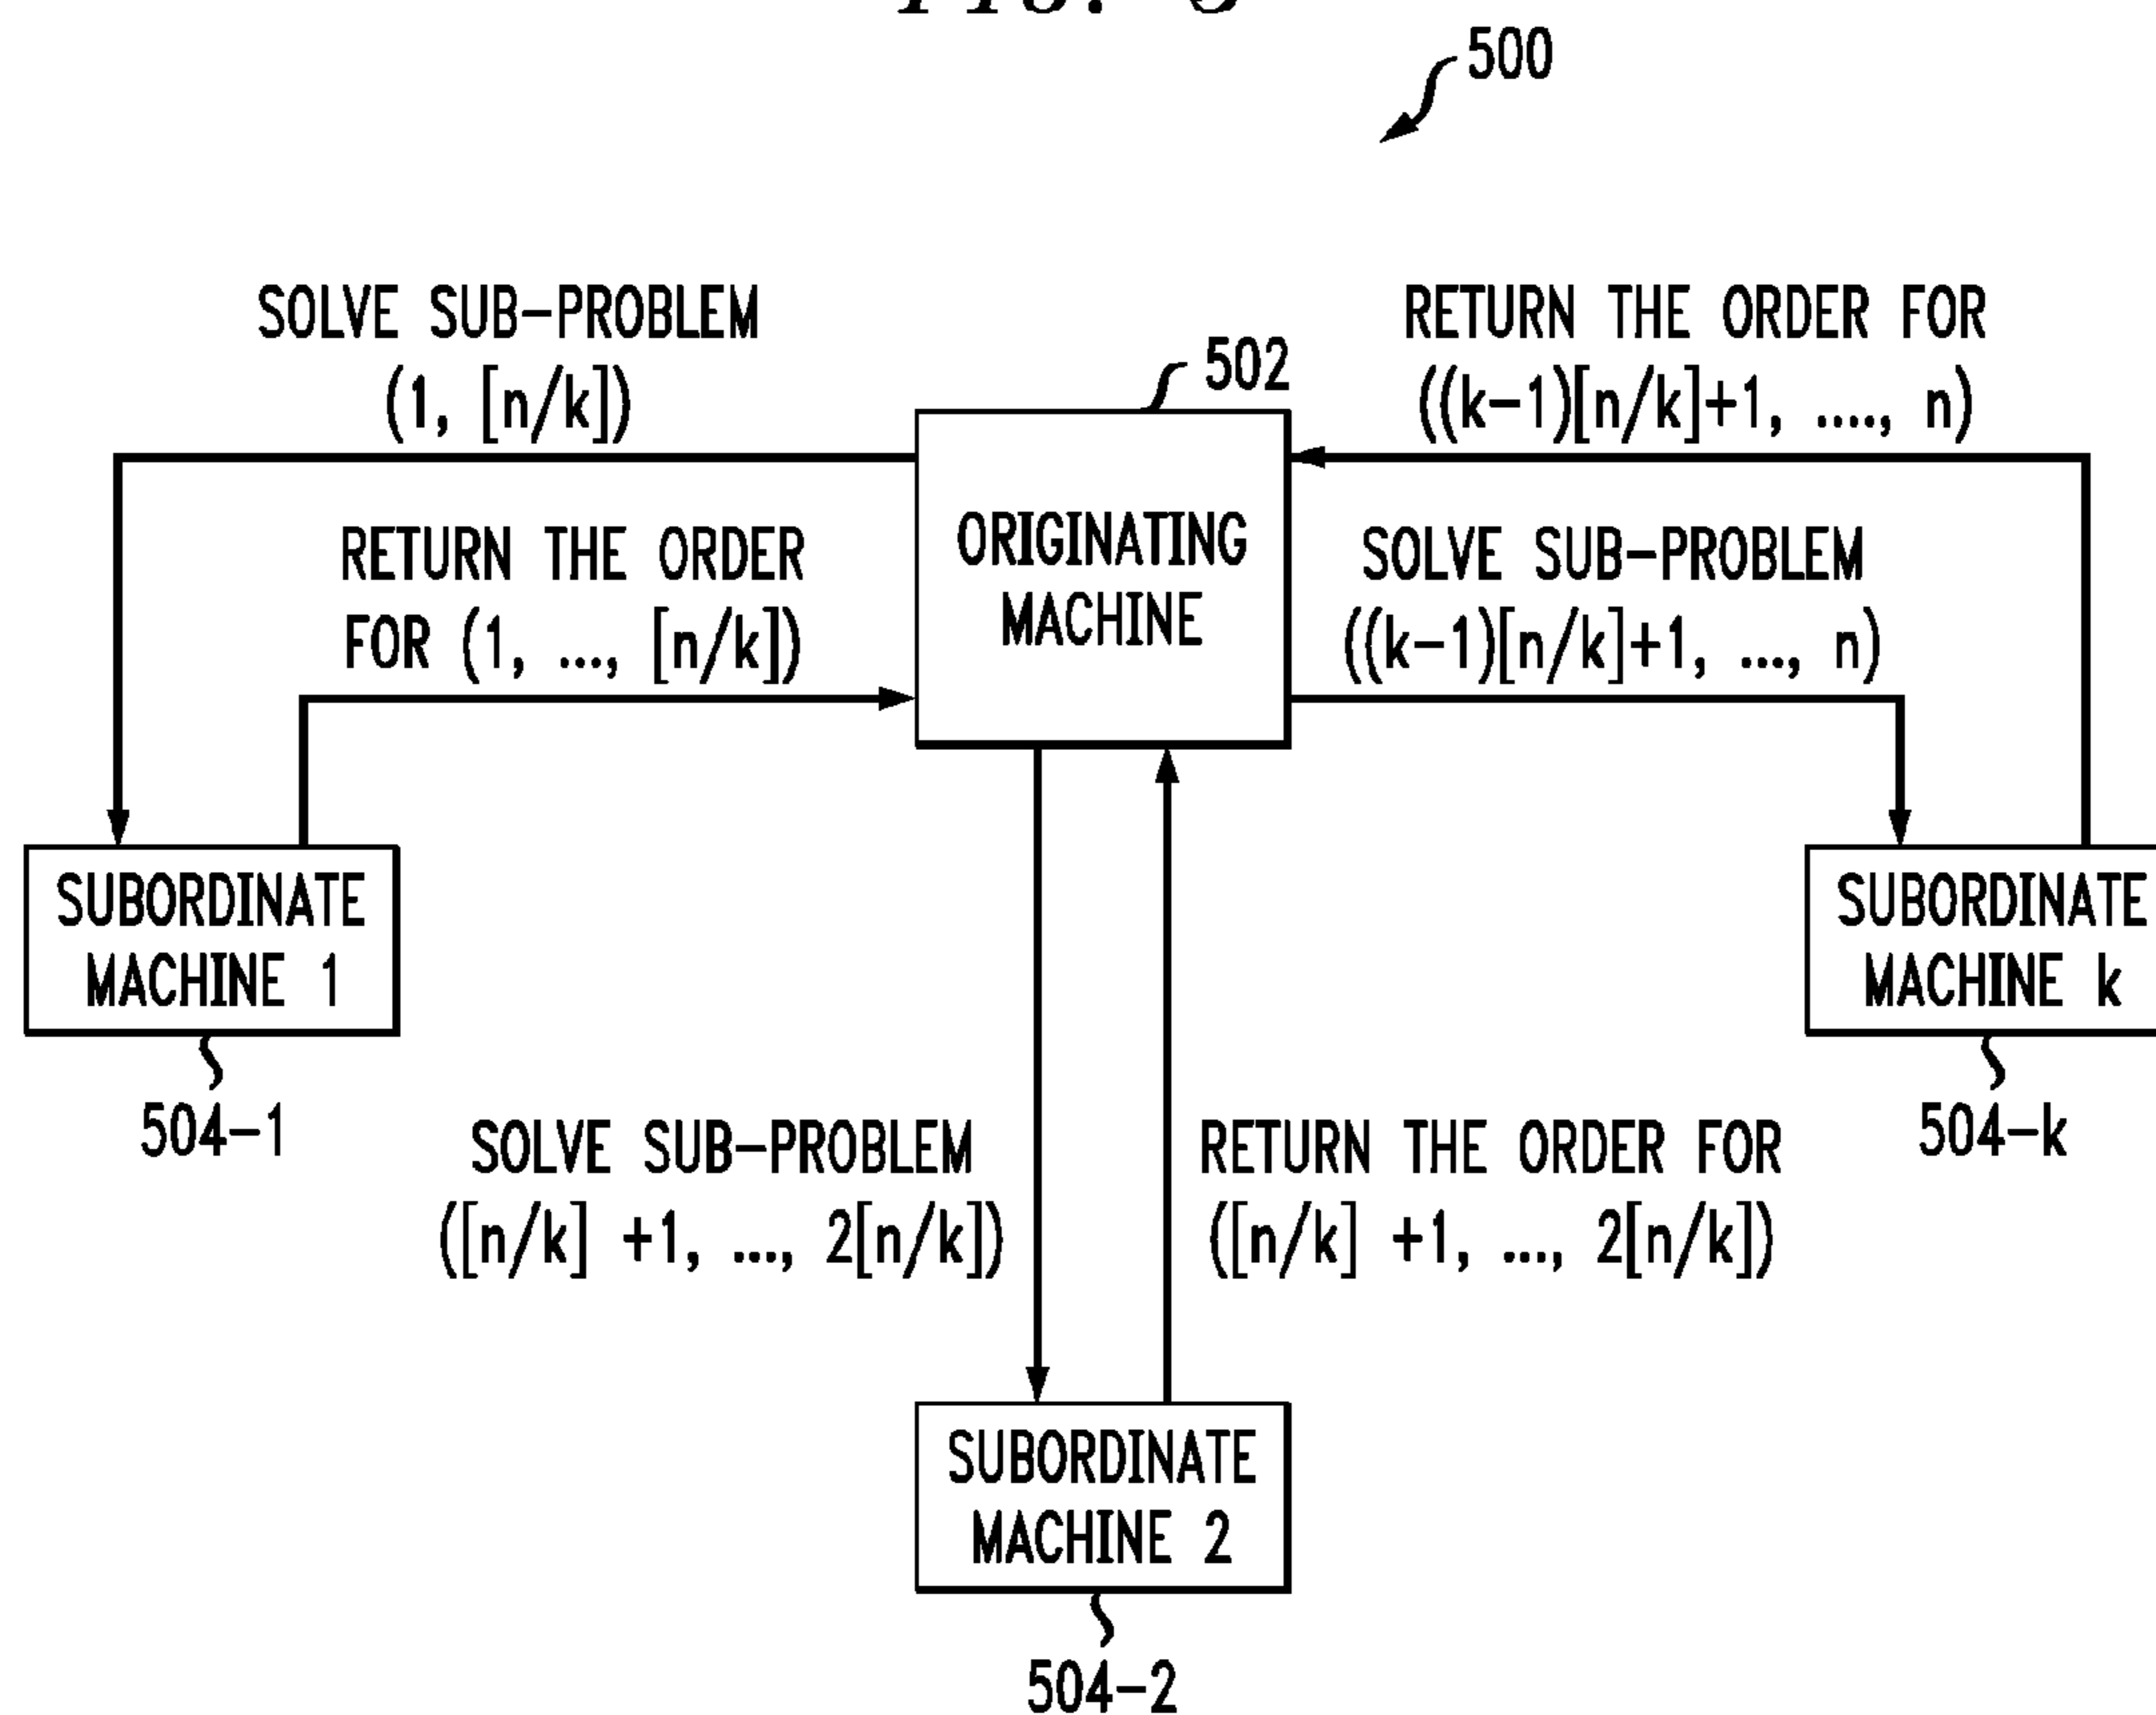 500
SOLVE SUB-PROBLEM
(1, [n/k])
RETURN THE ORDER FOR
((k-1)[n/k]+1, ...., n)
502
ORIGINATING
MACHINE
RETURN THE ORDER
FOR (1, ..., [n/k])
SOLVE SUB-PROBLEM
((k-1)[n/k]+1, ..., n)
SUBORDINATE
MACHINE 1
504-1
SUBORDINATE
MACHINE k
504-k
SOLVE SUB-PROBLEM
([n/k] +1, ..., 2[n/k])
RETURN THE ORDER FOR
([n/k] +1, ..., 2[n/k])
SUBORDINATE
MACHINE 2
504-2